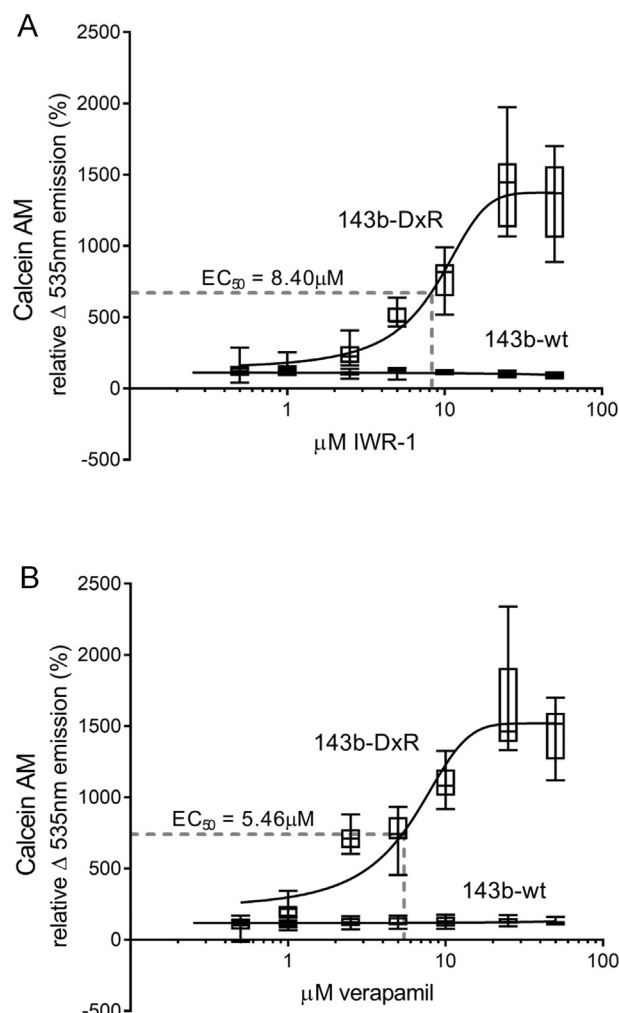 A
2500
2000
1500
1000
500
0
-500
Calcein AM
relative Δ 535nm emission (%)
143b-DxR
EC50 = 8.40μM
143b-wt
1
10
100
μM IWR-1
B
2500
2000
1500
1000
500
0
-500
Calcein AM
relative Δ 535nm emission (%)
143b-DxR
EC50 = 5.46μM
143b-wt
1
10
100
μM verapamil